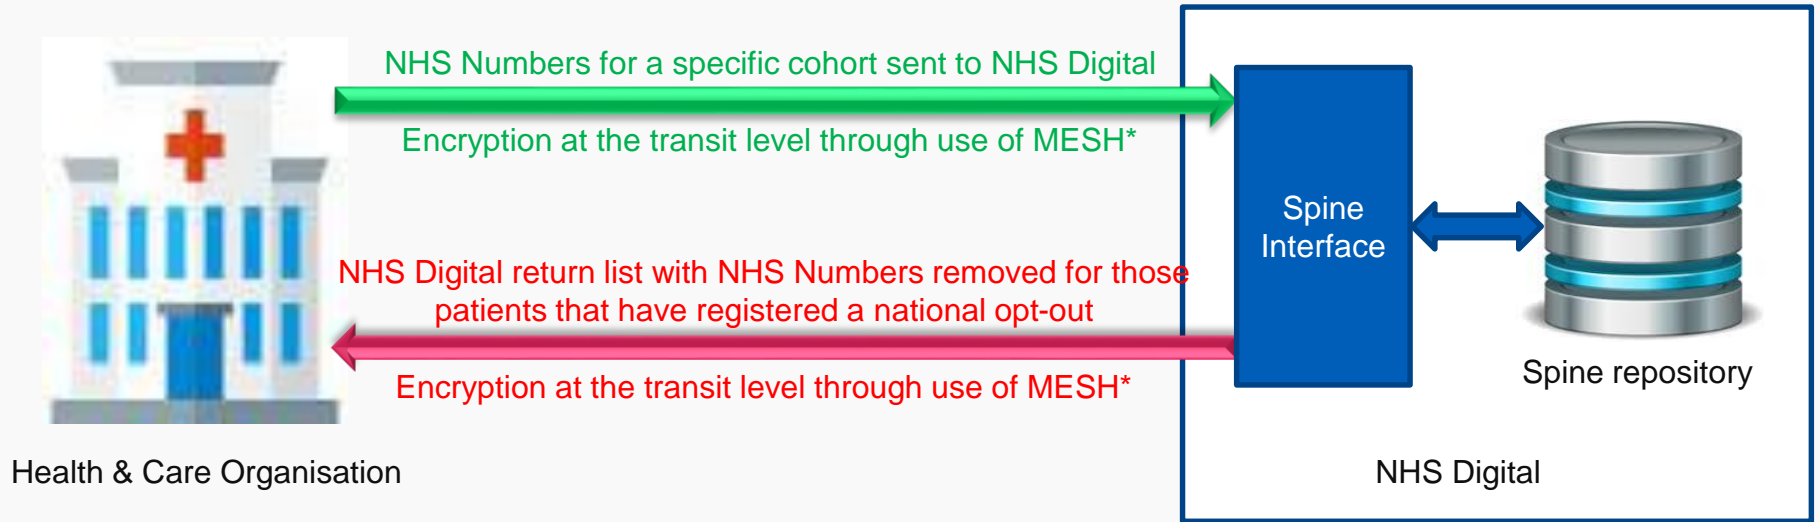 NHS Numbers for a specific cohort sent to NHS Digital
Encryption at the transit level through use of MESH*
Spine
Interface
NHS Digital return list with NHS Numbers removed for those
patients that have registered a national opt-out
Encryption at the transit level through use of MESH*
Spine repository
Health & Care Organisation
NHS Digital